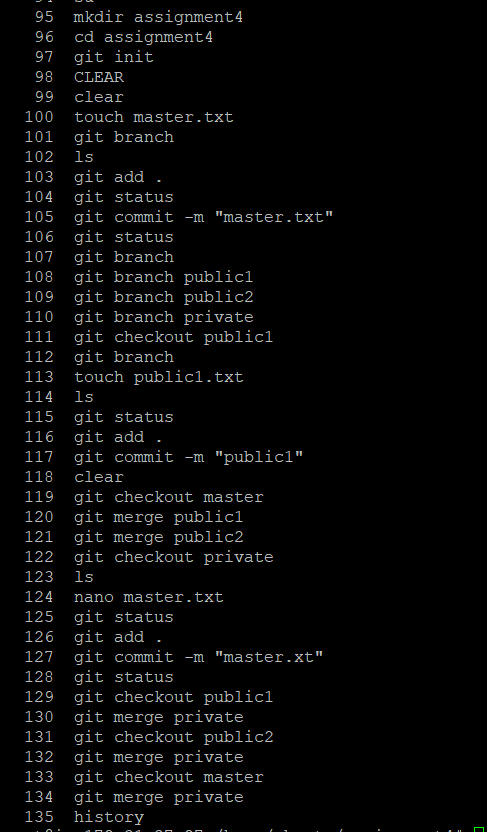 95 mkdir assignment4
96 cd assignment4
97 git init
98 CLEAR
99 clear
100 touch master.txt
101 git branch
102 ls
103 git add .
104 git status
105 git commit -m "master.txt"
106 git status
107 git branch
108 git branch public1
109 git branch public2
110 git branch private
111 git checkout public1
112 git branch
113 touch public1.txt
114 ls
115 git status
116 git add .
117 git commit -m "public1"
118 clear
119 git checkout master
120 git merge public1
121 git merge public2
122 git checkout private
123 ls
124 nano master.txt
125 git status
126 git add .
127 git commit -m "master.xt"
128 git status
129 git checkout public1
130 git merge private
131 git checkout public2
132 git merge private
133 git checkout master
134 git merge private
135 history